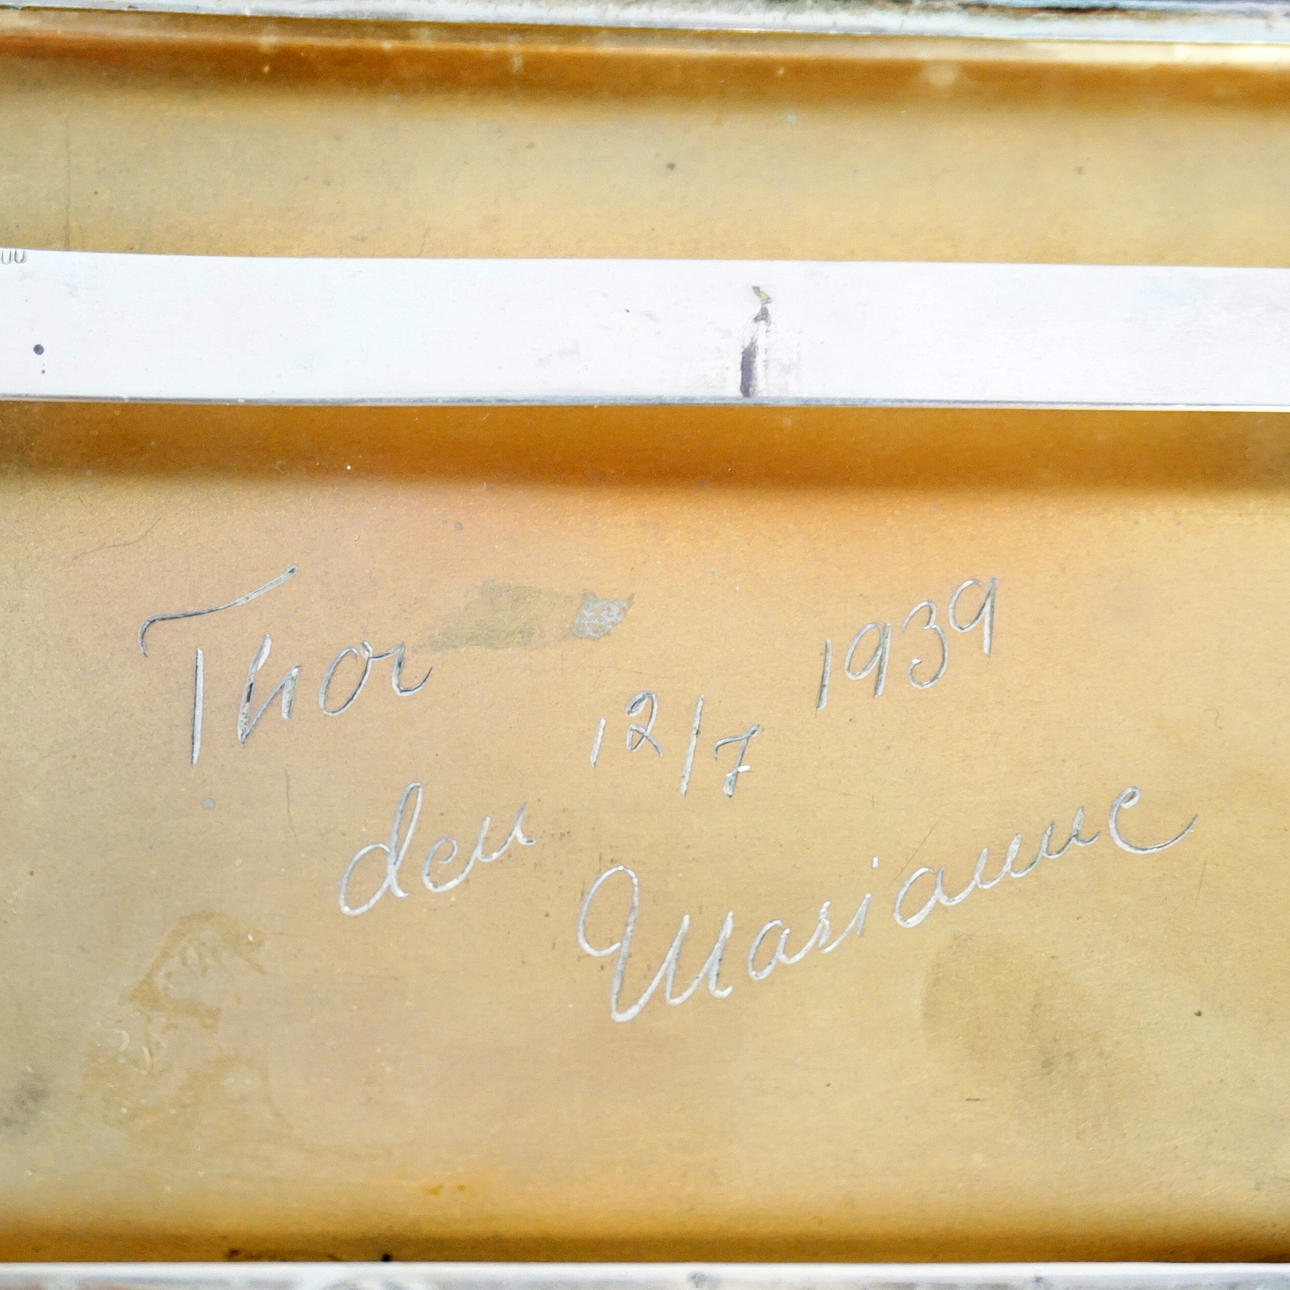 Thor
den 12/7 1939
Marianne